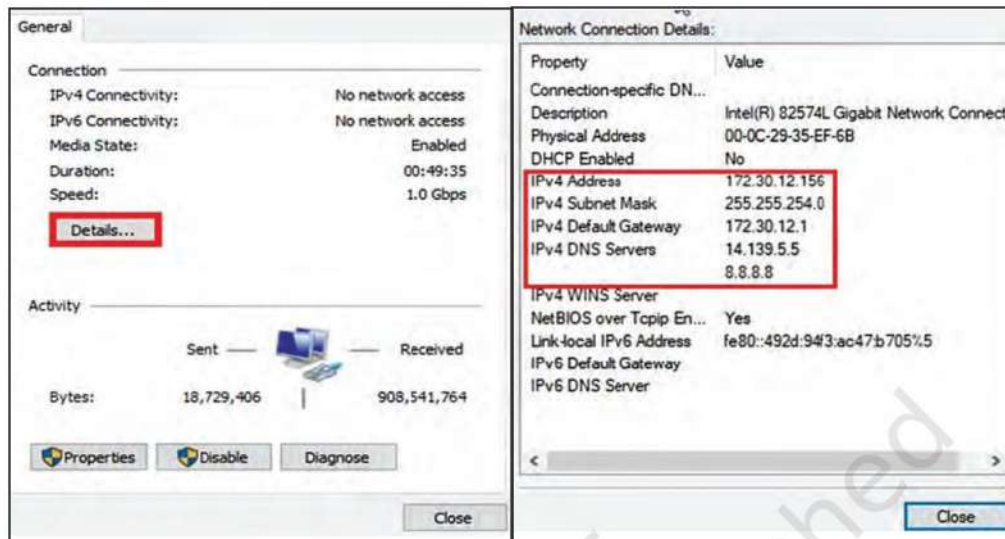 General
Connection
IPv4 Connectivity: No network access
IPv6 Connectivity: No network access
Media State: Enabled
Duration: 00:49:35
Speed: 1.0 Gbps
Details...
Activity
Sent Received
Bytes: 18,729,406 908,541,764
Properties Disable Diagnose
Close
Network Connection Details:
Property Value
Connection-specific DN...
Description Intel(R) 82574L Gigabit Network Connect
Physical Address 00-0C-29-35-EF-6B
DHCP Enabled No
IPv4 Address 172.30.12.156
IPv4 Subnet Mask 255.255.254.0
IPv4 Default Gateway 172.30.12.1
IPv4 DNS Servers 14.139.5.5
8.8.8.8
IPv4 WINS Server
NetBIOS over Tcpip En... Yes
Link-local IPv6 Address fe80::492d:94f3:ac47:b705%5
IPv6 Default Gateway
IPv6 DNS Server
Close